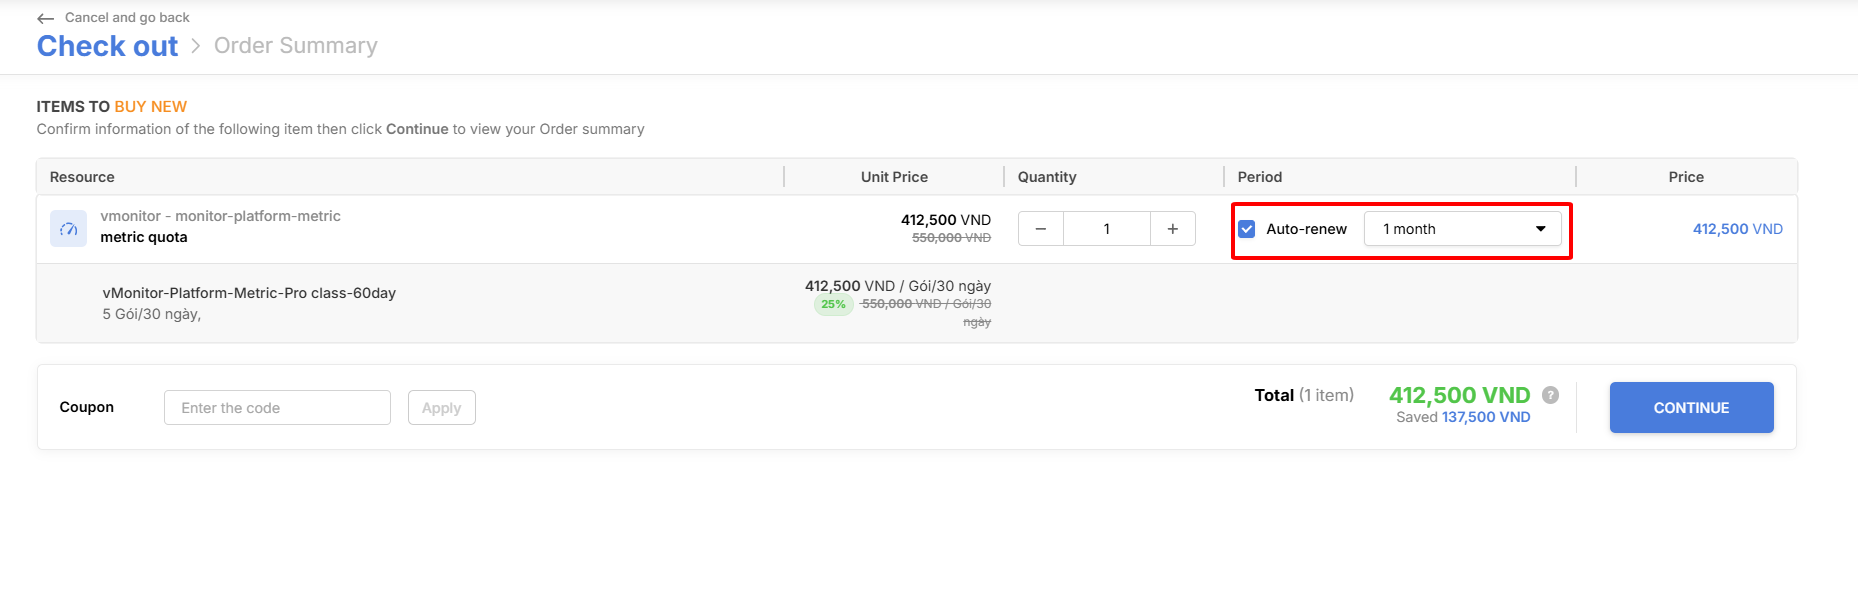 Cancel and go back
Check out > Order Summary
ITEMS TO BUY NEW
Confirm information of the following item then click Continue to view your Order summary
Resource Unit Price Quantity Period Price
vmonitor - monitor-platform-metric
metric quota
412,500 VND
550,000 VND
− 1 +
Auto-renew 1 month
412,500 VND
vMonitor-Platform-Metric-Pro class-60day
5 Gói/30 ngày,
412,500 VND / Gói/30 ngày
25% 550,000 VND / Gói/30
ngày
Coupon Enter the code Apply
Total (1 item) 412,500 VND ?
Saved 137,500 VND
CONTINUE